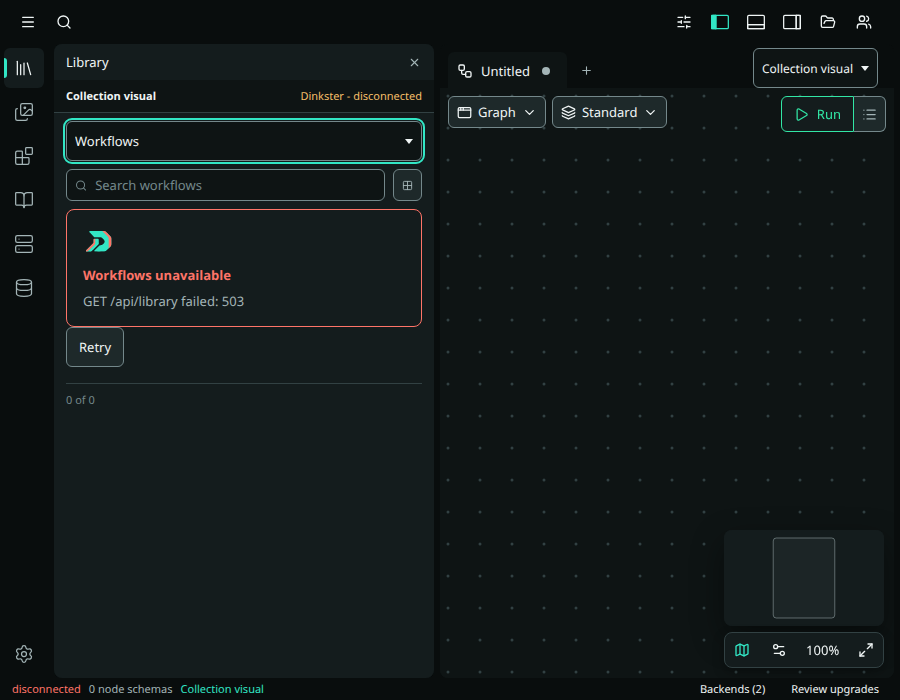 Library
Collection visual
Dinkster - disconnected
Workflows
Search workflows
Workflows unavailable
GET /api/library failed: 503
Retry
0 of 0
Untitled
Collection visual
Graph
Standard
Run
100%
disconnected
0 node schemas
Collection visual
Backends (2)
Review upgrades